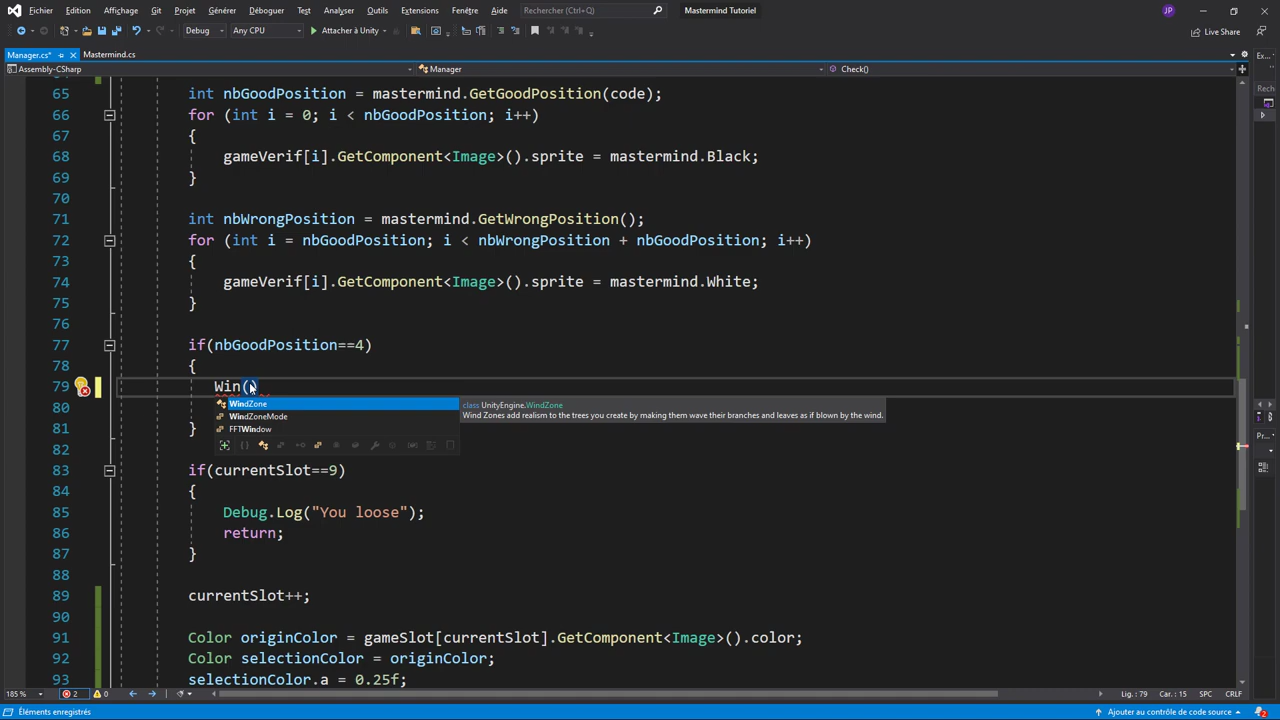 Fichier Edition Affichage Git Projet Générer Déboguer Test Analyser Outils Extensions Fenêtre Aide Rechercher (Ctrl+Q) Mastermind Tutoriel JP
Debug Any CPU Attacher à Unity Live Share
Manager.cs* Mastermind.cs Ex...
Assembly-CSharp Manager Check() Rech
65 int nbGoodPosition = mastermind.GetGoodPosition(code);
66 for (int i = 0; i < nbGoodPosition; i++)
67 {
68 gameVerif[i].GetComponent<Image>().sprite = mastermind.Black;
69 }
70
71 int nbWrongPosition = mastermind.GetWrongPosition();
72 for (int i = nbGoodPosition; i < nbWrongPosition + nbGoodPosition; i++)
73 {
74 gameVerif[i].GetComponent<Image>().sprite = mastermind.White;
75 }
76
77 if(nbGoodPosition==4)
78 {
79 Win()
WindZone class UnityEngine.WindZone
80 WindZoneMode Wind Zones add realism to the trees you create by making them wave their branches and leaves as if blown by the wind.
81 } FFTWindow
82
83 if(currentSlot==9)
84 {
85 Debug.Log("You loose");
86 return;
87 }
88
89 currentSlot++;
90
91 Color originColor = gameSlot[currentSlot].GetComponent<Image>().color;
92 Color selectionColor = originColor;
93 selectionColor.a = 0.25f;
185 % 2 0 Lig. : 79 Car. : 15 SPC CRLF
Éléments enregistrés Ajouter au contrôle de code source 2